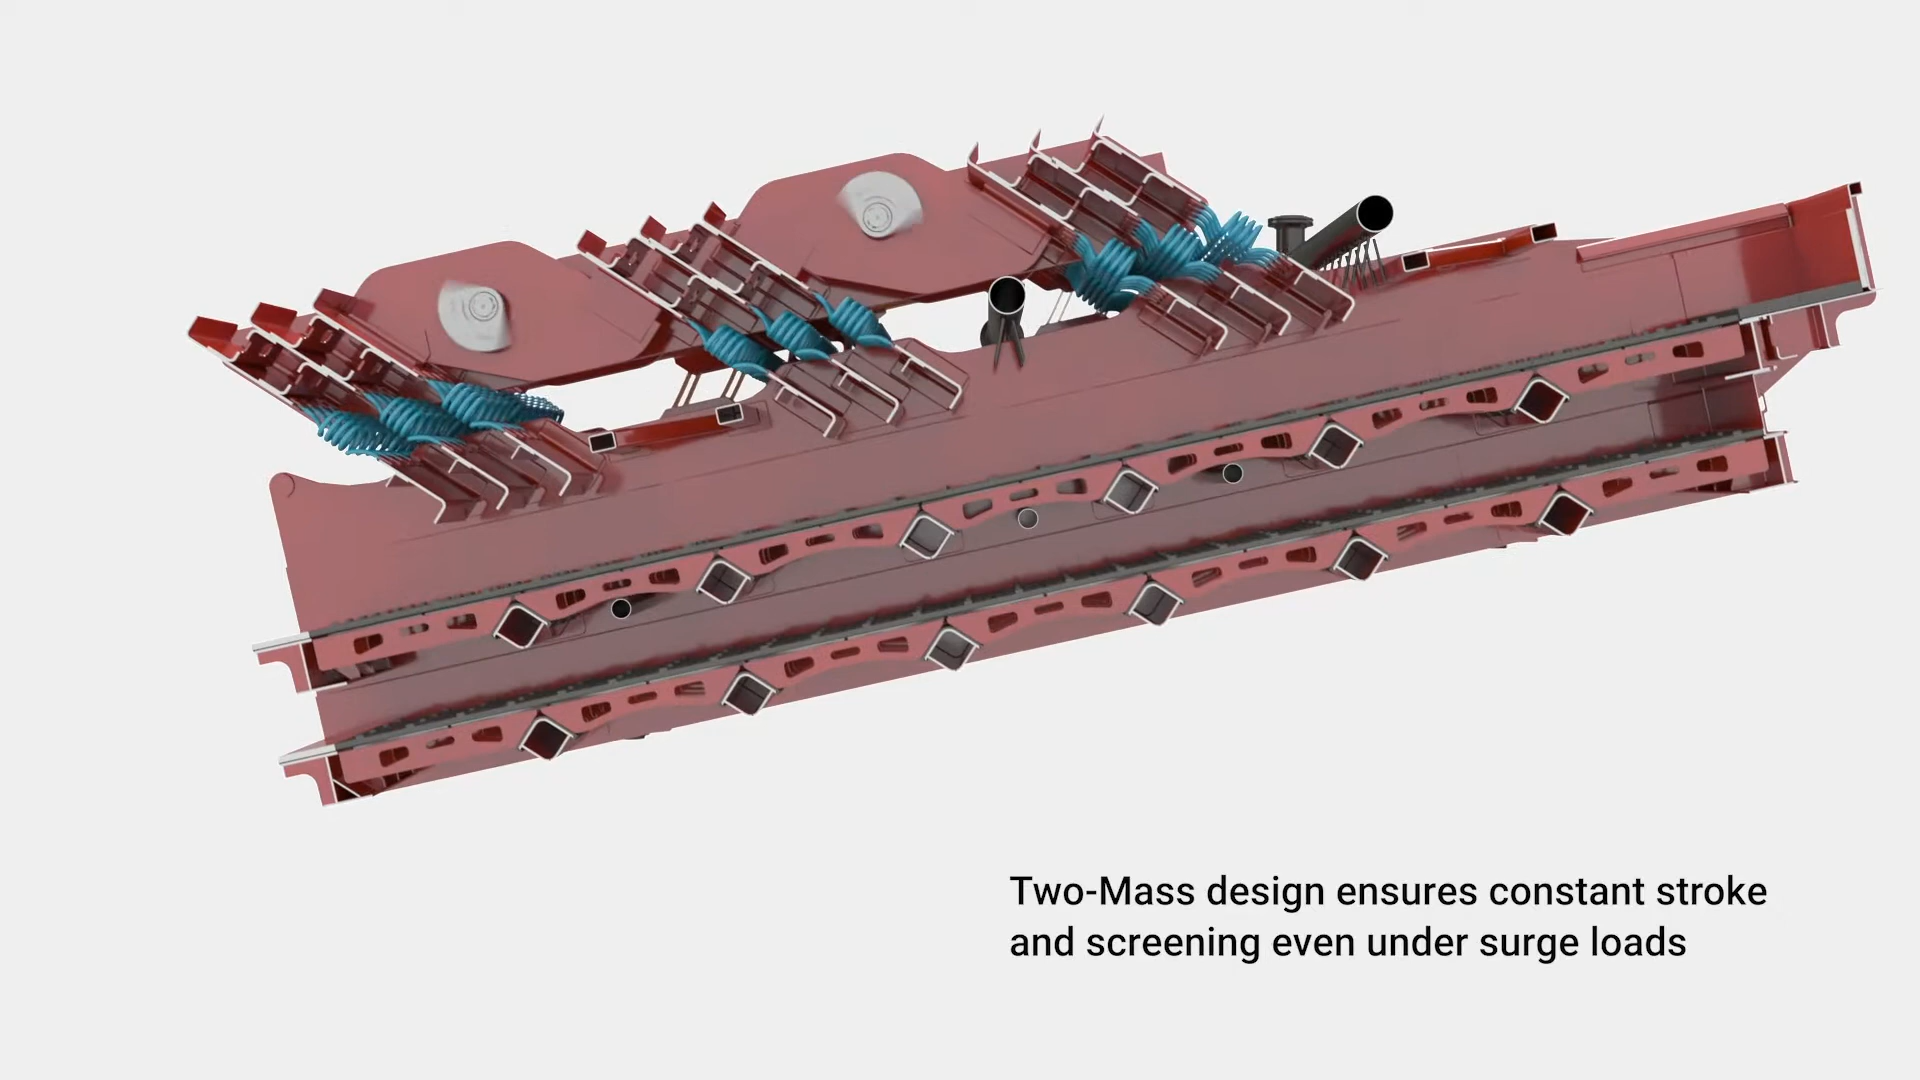 Two-Mass design ensures constant stroke
and screening even under surge loads